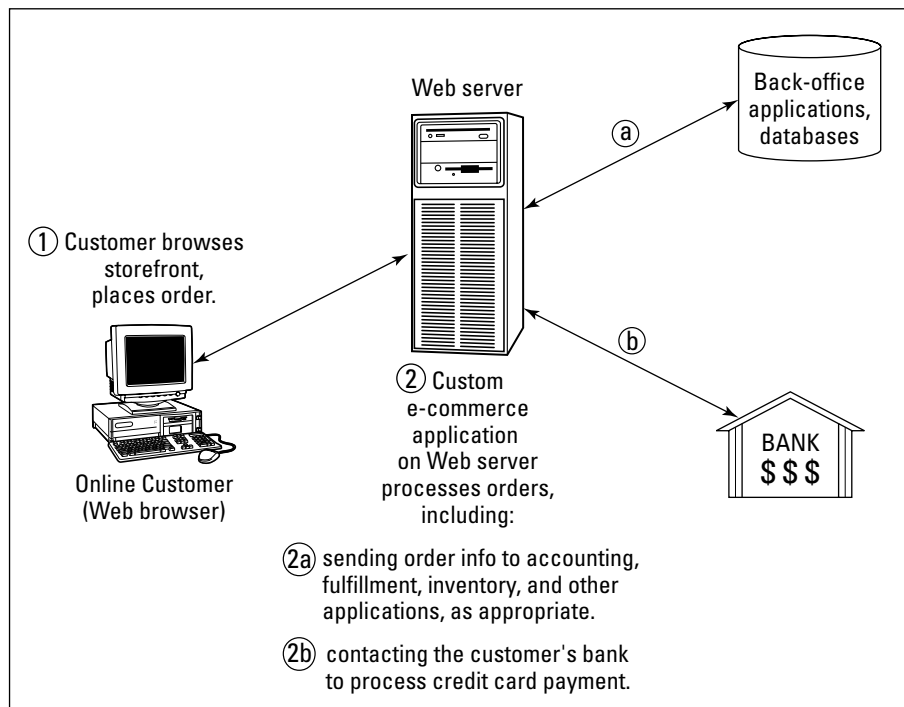 Web server
Back-office
applications,
databases
a
1 Customer browses
storefront,
places order.
b
Online Customer
(Web browser)
2 Custom
e-commerce
application
on Web server
processes orders,
including:
BANK
$ $ $
2a sending order info to accounting,
fulfillment, inventory, and other
applications, as appropriate.
2b contacting the customer's bank
to process credit card payment.